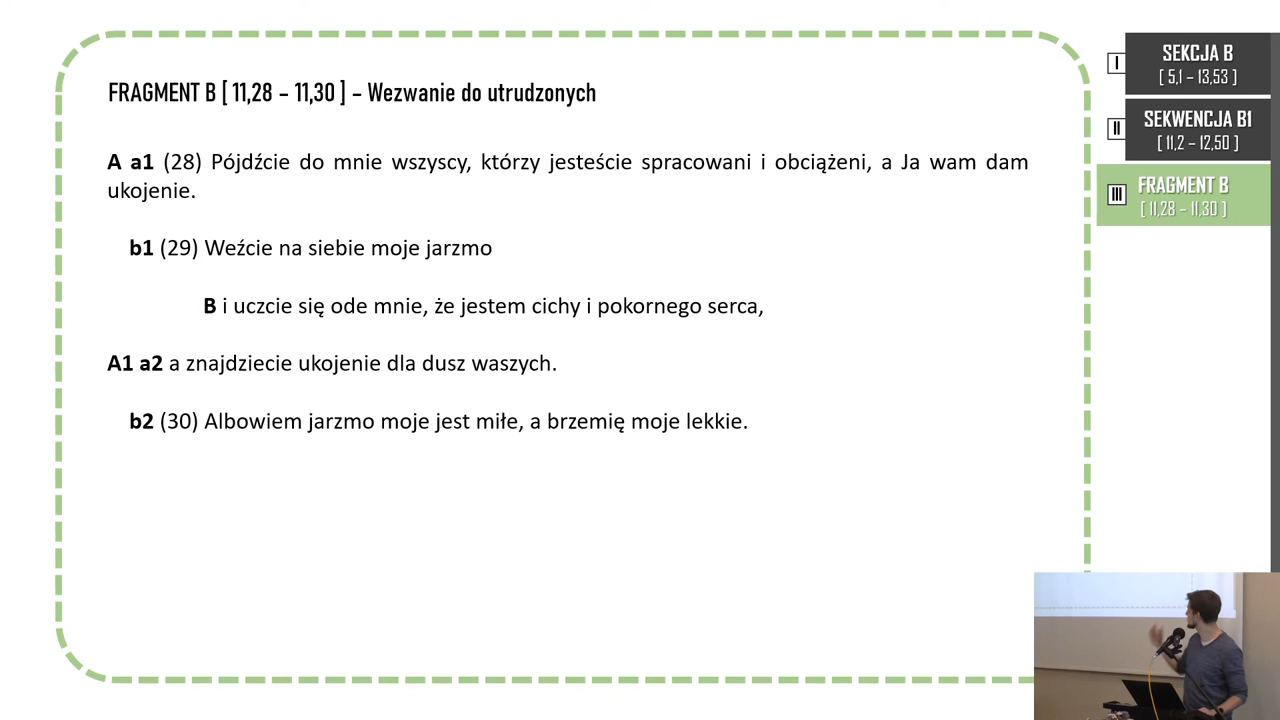 FRAGMENT B [ 11,28 – 11,30 ] – Wezwanie do utrudzonych
A a1 (28) Pójdźcie do mnie wszyscy, którzy jesteście spracowani i obciążeni, a Ja wam dam
ukojenie.
b1 (29) Weźcie na siebie moje jarzmo
B i uczcie się ode mnie, że jestem cichy i pokornego serca,
A1 a2 a znajdziecie ukojenie dla dusz waszych.
b2 (30) Albowiem jarzmo moje jest miłe, a brzemię moje lekkie.
I
SEKCJA B
[ 5,1 – 13,53 ]
II
SEKWENCJA B1
[ 11,2 – 12,50 ]
III
FRAGMENT B
[ 11,28 – 11,30 ]